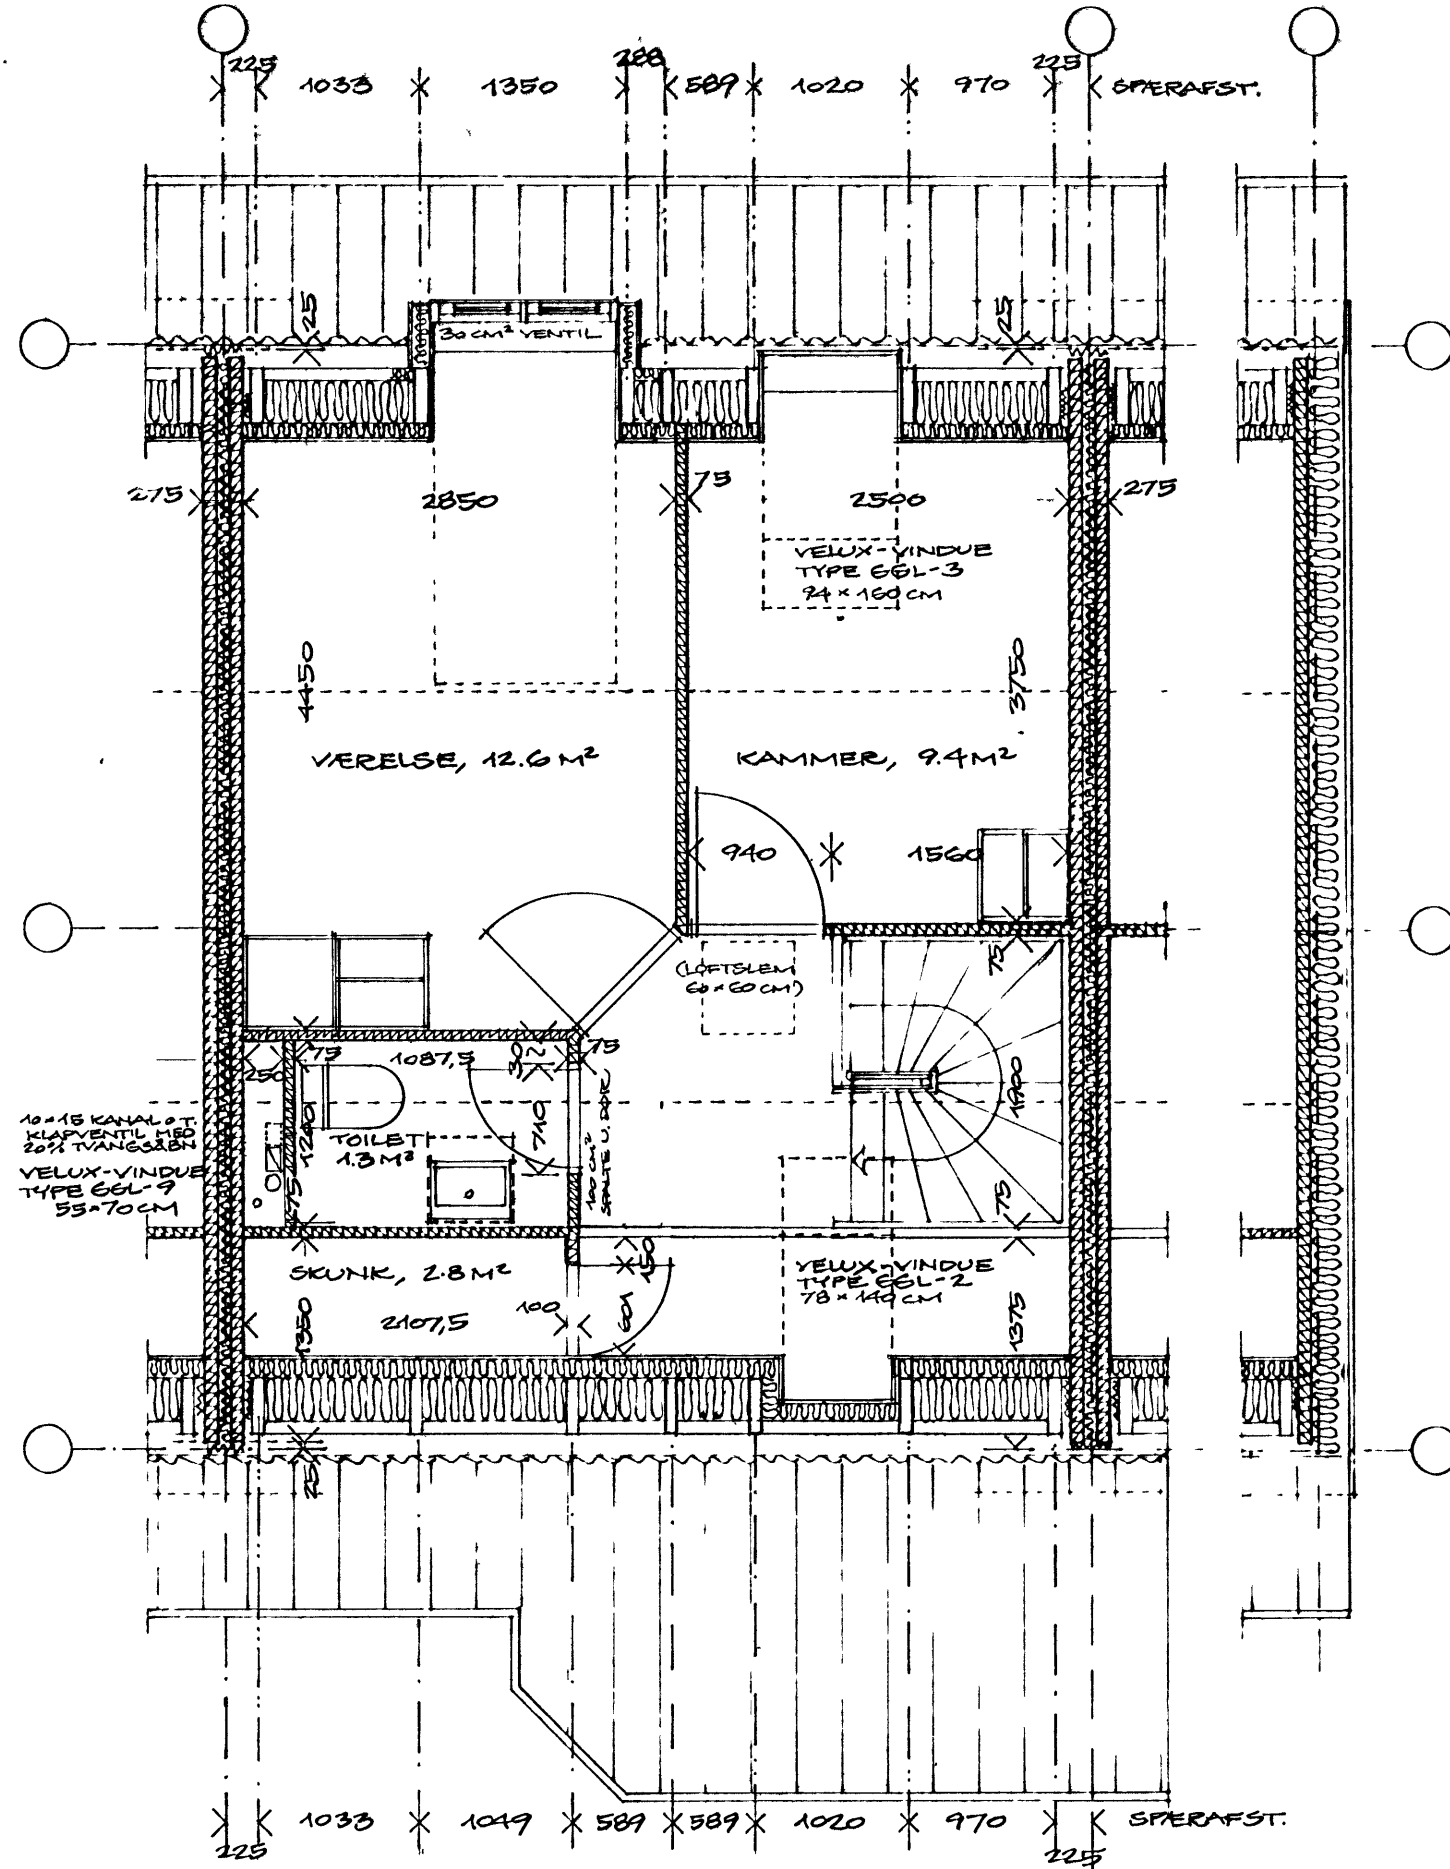 225 1033 1350 288 589 1020 970 225 SPÆRAFST.
25
25
30 CM² VENTIL
275
2850
75
2500
275
VELUX-VINDUE
TYPE GGL-3
94 × 160 CM
4450
3750
VÆRELSE, 12.6 M²
KAMMER, 9.4 M²
940
1560
(LOFTSLEM
60×60 CM)
75
250
75
1087,5
30
75
1900
710
1201
TOILET
1.3 M²
100 CM²
SPALTE U. DØR.
10×15 KANAL O.T.
KLAPVENTIL MED
20% TVANGSÅBN
VELUX-VINDUE
TYPE GGL-9
55×70 CM
75
75
SKUNK, 2.8 M²
150
VELUX-VINDUE
TYPE GGL-2
78 × 140 CM
1350
2107,5
100
601
1375
25
1033 1049 589 589 1020 970 SPÆRAFST.
225
225